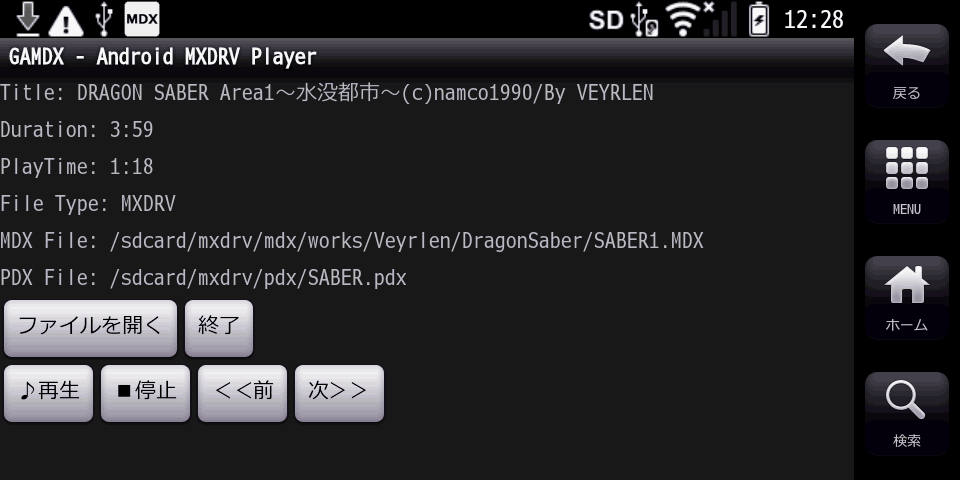 MDX SD 12:28
GAMDX - Android MXDRV Player
Title: DRAGON SABER Area1～水没都市～(c)namco1990/By VEYRLEN
Duration: 3:59
PlayTime: 1:18
File Type: MXDRV
MDX File: /sdcard/mxdrv/mdx/works/Veyrlen/DragonSaber/SABER1.MDX
PDX File: /sdcard/mxdrv/pdx/SABER.pdx
ファイルを開く 終了
♪再生 ■停止 <<前 次>>
戻る
MENU
ホーム
検索